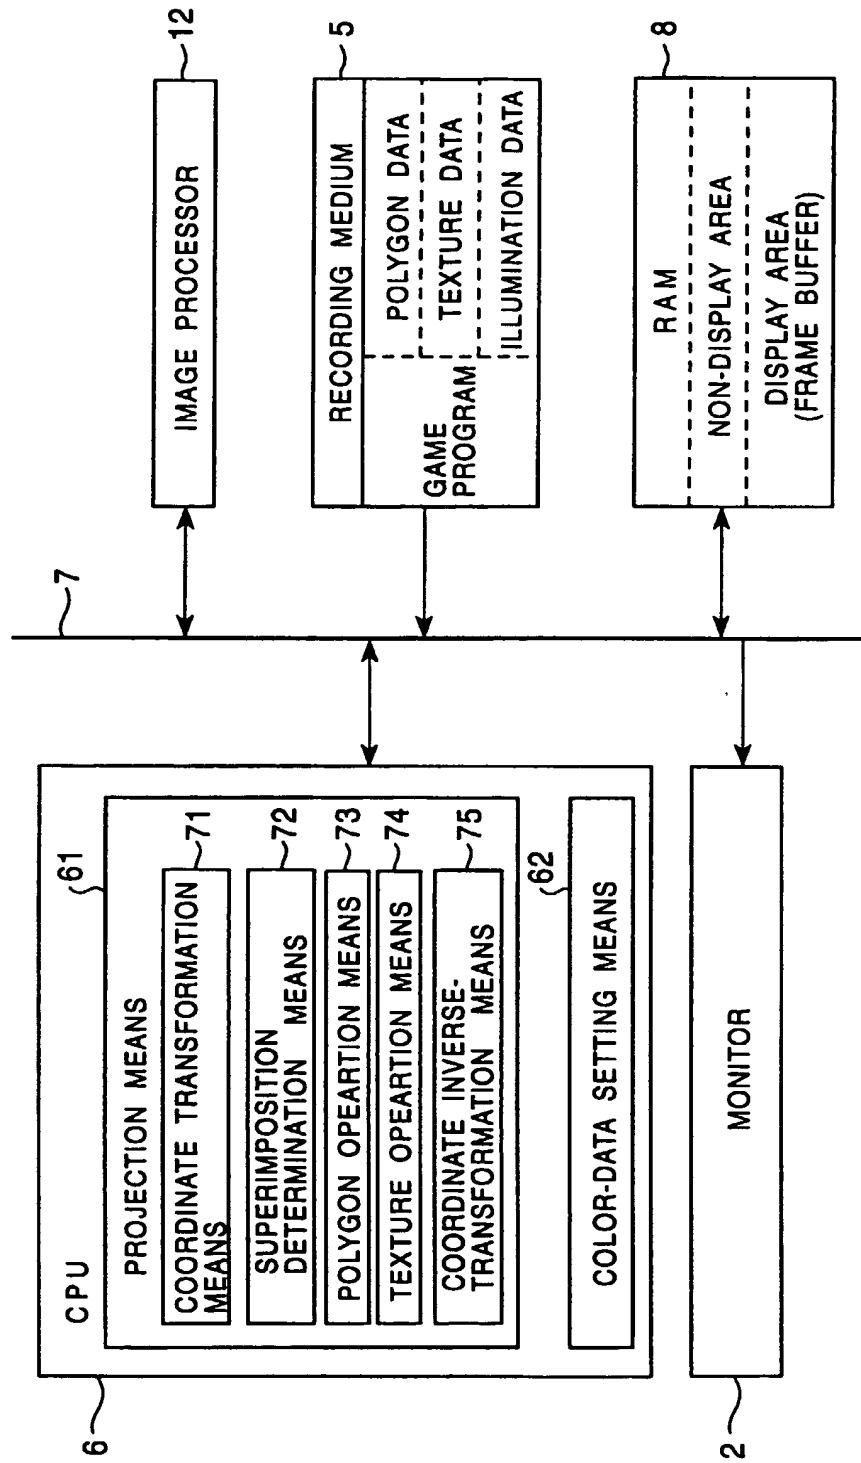 6
CPU
61
PROJECTION MEANS
COORDINATE TRANSFORMATION
MEANS
71
SUPERIMPOSITION
DETERMINATION MEANS
72
POLYGON OPEARTION MEANS
73
TEXTURE OPEARTION MEANS
74
COORDINATE INVERSE-
TRANSFORMATION MEANS
75
62
COLOR-DATA SETTING MEANS
2
MONITOR
7
IMAGE PROCESSOR
12
RECORDING MEDIUM
5
GAME
PROGRAM
POLYGON DATA
TEXTURE DATA
ILLUMINATION DATA
RAM
8
NON-DISPLAY AREA
DISPLAY AREA
(FRAME BUFFER)